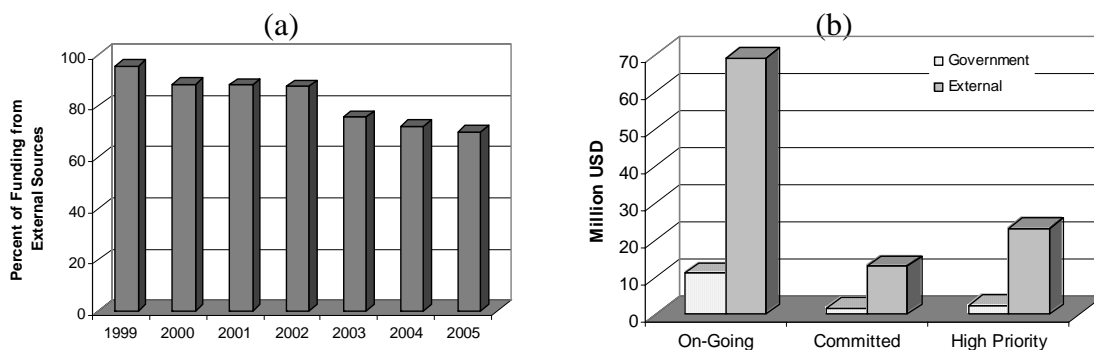 (a)
Percent of Funding from
External Sources
100
80
60
40
20
0
1999 2000 2001 2002 2003 2004 2005
(b)
Million USD
70
60
50
40
30
20
10
0
Government
External
On-Going Committed High Priority